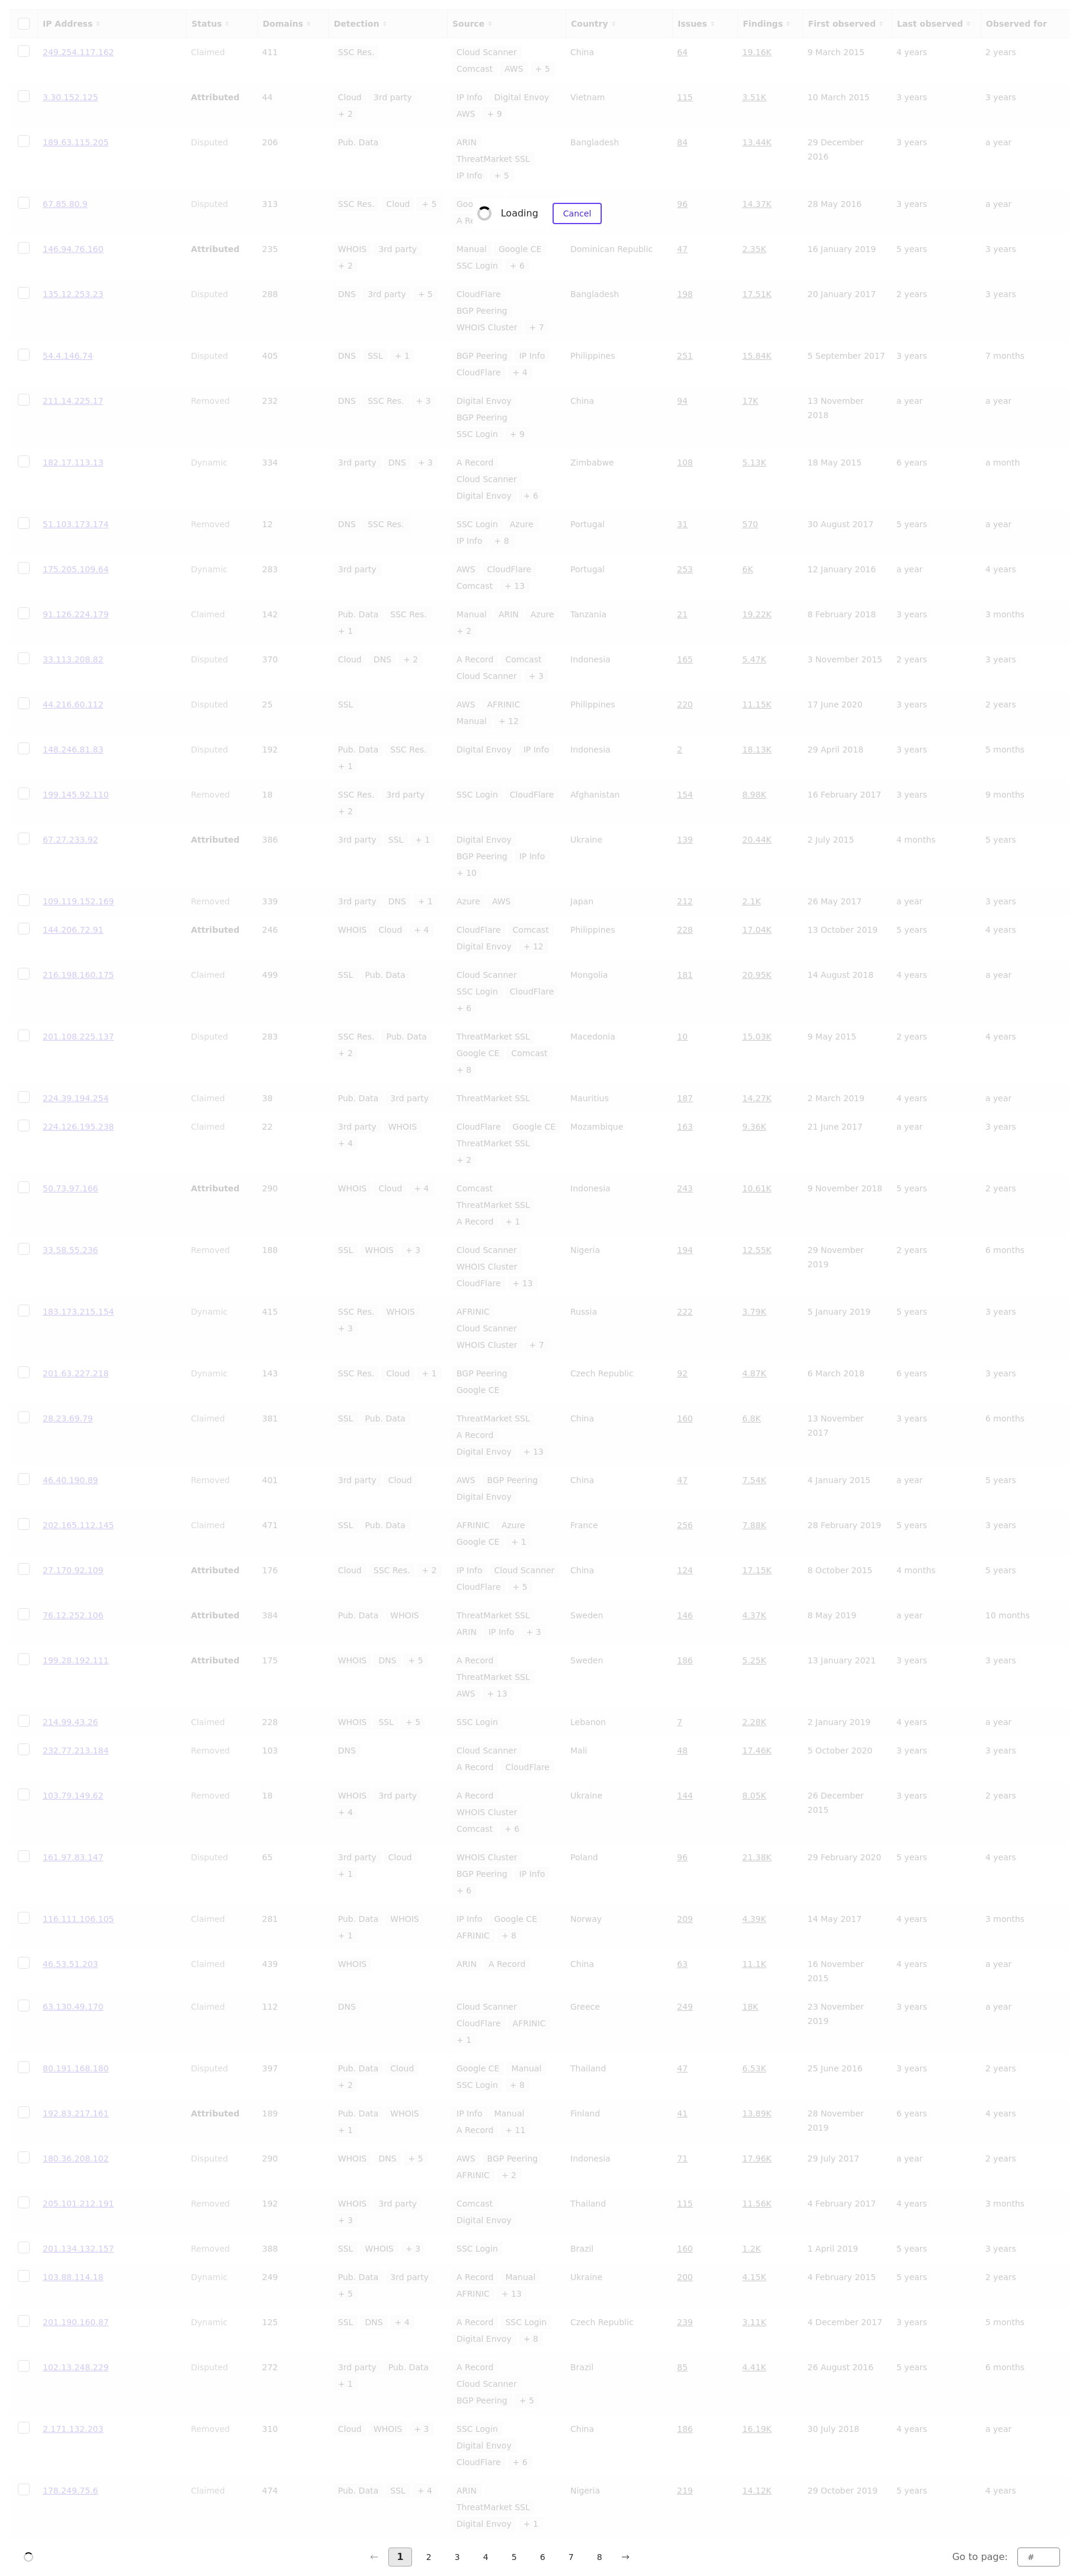 IP Address Status Domains Detection Source Country Issues Findings First observed Last observed Observed for
249.254.117.162 Claimed 411 SSC Res. Cloud Scanner China 64 19.16K 9 March 2015 4 years 2 years
Comcast AWS + 5
3.30.152.125 Attributed 44 Cloud 3rd party IP Info Digital Envoy Vietnam 115 3.51K 10 March 2015 3 years 3 years
+ 2 AWS + 9
189.63.115.205 Disputed 206 Pub. Data ARIN Bangladesh 84 13.44K 29 December 3 years a year
ThreatMarket SSL 2016
IP Info + 5
67.85.80.9 Disputed 313 SSC Res. Cloud + 5 Goo 96 14.37K 28 May 2016 3 years a year
Loading Cancel
A Re
146.94.76.160 Attributed 235 WHOIS 3rd party Manual Google CE Dominican Republic 47 2.35K 16 January 2019 5 years 3 years
+ 2 SSC Login + 6
135.12.253.23 Disputed 288 DNS 3rd party + 5 CloudFlare Bangladesh 198 17.51K 20 January 2017 2 years 3 years
BGP Peering
WHOIS Cluster + 7
54.4.146.74 Disputed 405 DNS SSL + 1 BGP Peering IP Info Philippines 251 15.84K 5 September 2017 3 years 7 months
CloudFlare + 4
211.14.225.17 Removed 232 DNS SSC Res. + 3 Digital Envoy China 94 17K 13 November a year a year
BGP Peering 2018
SSC Login + 9
182.17.113.13 Dynamic 334 3rd party DNS + 3 A Record Zimbabwe 108 5.13K 18 May 2015 6 years a month
Cloud Scanner
Digital Envoy + 6
51.103.173.174 Removed 12 DNS SSC Res. SSC Login Azure Portugal 31 570 30 August 2017 5 years a year
IP Info + 8
175.205.109.64 Dynamic 283 3rd party AWS CloudFlare Portugal 253 6K 12 January 2016 a year 4 years
Comcast + 13
91.126.224.179 Claimed 142 Pub. Data SSC Res. Manual ARIN Azure Tanzania 21 19.22K 8 February 2018 3 years 3 months
+ 1 + 2
33.113.208.82 Disputed 370 Cloud DNS + 2 A Record Comcast Indonesia 165 5.47K 3 November 2015 2 years 3 years
Cloud Scanner + 3
44.216.60.112 Disputed 25 SSL AWS AFRINIC Philippines 220 11.15K 17 June 2020 3 years 2 years
Manual + 12
148.246.81.83 Disputed 192 Pub. Data SSC Res. Digital Envoy IP Info Indonesia 2 18.13K 29 April 2018 3 years 5 months
+ 1
199.145.92.110 Removed 18 SSC Res. 3rd party SSC Login CloudFlare Afghanistan 154 8.98K 16 February 2017 3 years 9 months
+ 2
67.27.233.92 Attributed 386 3rd party SSL + 1 Digital Envoy Ukraine 139 20.44K 2 July 2015 4 months 5 years
BGP Peering IP Info
+ 10
109.119.152.169 Removed 339 3rd party DNS + 1 Azure AWS Japan 212 2.1K 26 May 2017 a year 3 years
144.206.72.91 Attributed 246 WHOIS Cloud + 4 CloudFlare Comcast Philippines 228 17.04K 13 October 2019 5 years 4 years
Digital Envoy + 12
216.198.160.175 Claimed 499 SSL Pub. Data Cloud Scanner Mongolia 181 20.95K 14 August 2018 4 years a year
SSC Login CloudFlare
+ 6
201.108.225.137 Disputed 283 SSC Res. Pub. Data ThreatMarket SSL Macedonia 10 15.03K 9 May 2015 2 years 4 years
+ 2 Google CE Comcast
+ 8
224.39.194.254 Claimed 38 Pub. Data 3rd party ThreatMarket SSL Mauritius 187 14.27K 2 March 2019 4 years a year
224.126.195.238 Claimed 22 3rd party WHOIS CloudFlare Google CE Mozambique 163 9.36K 21 June 2017 a year 3 years
+ 4 ThreatMarket SSL
+ 2
50.73.97.166 Attributed 290 WHOIS Cloud + 4 Comcast Indonesia 243 10.61K 9 November 2018 5 years 2 years
ThreatMarket SSL
A Record + 1
33.58.55.236 Removed 188 SSL WHOIS + 3 Cloud Scanner Nigeria 194 12.55K 29 November 2 years 6 months
WHOIS Cluster 2019
CloudFlare + 13
183.173.215.154 Dynamic 415 SSC Res. WHOIS AFRINIC Russia 222 3.79K 5 January 2019 5 years 3 years
+ 3 Cloud Scanner
WHOIS Cluster + 7
201.63.227.218 Dynamic 143 SSC Res. Cloud + 1 BGP Peering Czech Republic 92 4.87K 6 March 2018 6 years 3 years
Google CE
28.23.69.79 Claimed 381 SSL Pub. Data ThreatMarket SSL China 160 6.8K 13 November 3 years 6 months
A Record 2017
Digital Envoy + 13
46.40.190.89 Removed 401 3rd party Cloud AWS BGP Peering China 47 7.54K 4 January 2015 a year 5 years
Digital Envoy
202.165.112.145 Claimed 471 SSL Pub. Data AFRINIC Azure France 256 7.88K 28 February 2019 5 years 3 years
Google CE + 1
27.170.92.109 Attributed 176 Cloud SSC Res. + 2 IP Info Cloud Scanner China 124 17.15K 8 October 2015 4 months 5 years
CloudFlare + 5
76.12.252.106 Attributed 384 Pub. Data WHOIS ThreatMarket SSL Sweden 146 4.37K 8 May 2019 a year 10 months
ARIN IP Info + 3
199.28.192.111 Attributed 175 WHOIS DNS + 5 A Record Sweden 186 5.25K 13 January 2021 3 years 3 years
ThreatMarket SSL
AWS + 13
214.99.43.26 Claimed 228 WHOIS SSL + 5 SSC Login Lebanon 7 2.28K 2 January 2019 4 years a year
232.77.213.184 Removed 103 DNS Cloud Scanner Mali 48 17.46K 5 October 2020 3 years 3 years
A Record CloudFlare
103.79.149.62 Removed 18 WHOIS 3rd party A Record Ukraine 144 8.05K 26 December 3 years 2 years
+ 4 WHOIS Cluster 2015
Comcast + 6
161.97.83.147 Disputed 65 3rd party Cloud WHOIS Cluster Poland 96 21.38K 29 February 2020 5 years 4 years
+ 1 BGP Peering IP Info
+ 6
116.111.106.105 Claimed 281 Pub. Data WHOIS IP Info Google CE Norway 209 4.39K 14 May 2017 4 years 3 months
+ 1 AFRINIC + 8
46.53.51.203 Claimed 439 WHOIS ARIN A Record China 63 11.1K 16 November 4 years a year
2015
63.130.49.170 Claimed 112 DNS Cloud Scanner Greece 249 18K 23 November 3 years a year
CloudFlare AFRINIC 2019
+ 1
80.191.168.180 Disputed 397 Pub. Data Cloud Google CE Manual Thailand 47 6.53K 25 June 2016 3 years 2 years
+ 2 SSC Login + 8
192.83.217.161 Attributed 189 Pub. Data WHOIS IP Info Manual Finland 41 13.89K 28 November 6 years 4 years
+ 1 A Record + 11 2019
180.36.208.102 Disputed 290 WHOIS DNS + 5 AWS BGP Peering Indonesia 71 17.96K 29 July 2017 a year 2 years
AFRINIC + 2
205.101.212.191 Removed 192 WHOIS 3rd party Comcast Thailand 115 11.56K 4 February 2017 4 years 3 months
+ 3 Digital Envoy
201.134.132.157 Removed 388 SSL WHOIS + 3 SSC Login Brazil 160 1.2K 1 April 2019 5 years 3 years
103.88.114.18 Dynamic 249 Pub. Data 3rd party A Record Manual Ukraine 200 4.15K 4 February 2015 5 years 2 years
+ 5 AFRINIC + 13
201.190.160.87 Dynamic 125 SSL DNS + 4 A Record SSC Login Czech Republic 239 3.11K 4 December 2017 3 years 5 months
Digital Envoy + 8
102.13.248.229 Disputed 272 3rd party Pub. Data A Record Brazil 85 4.41K 26 August 2016 5 years 6 months
+ 1 Cloud Scanner
BGP Peering + 5
2.171.132.203 Removed 310 Cloud WHOIS + 3 SSC Login China 186 16.19K 30 July 2018 4 years a year
Digital Envoy
CloudFlare + 6
178.249.75.6 Claimed 474 Pub. Data SSL + 4 ARIN Nigeria 219 14.12K 29 October 2019 5 years 4 years
ThreatMarket SSL
Digital Envoy + 1
← 1 2 3 4 5 6 7 8 → Go to page: #